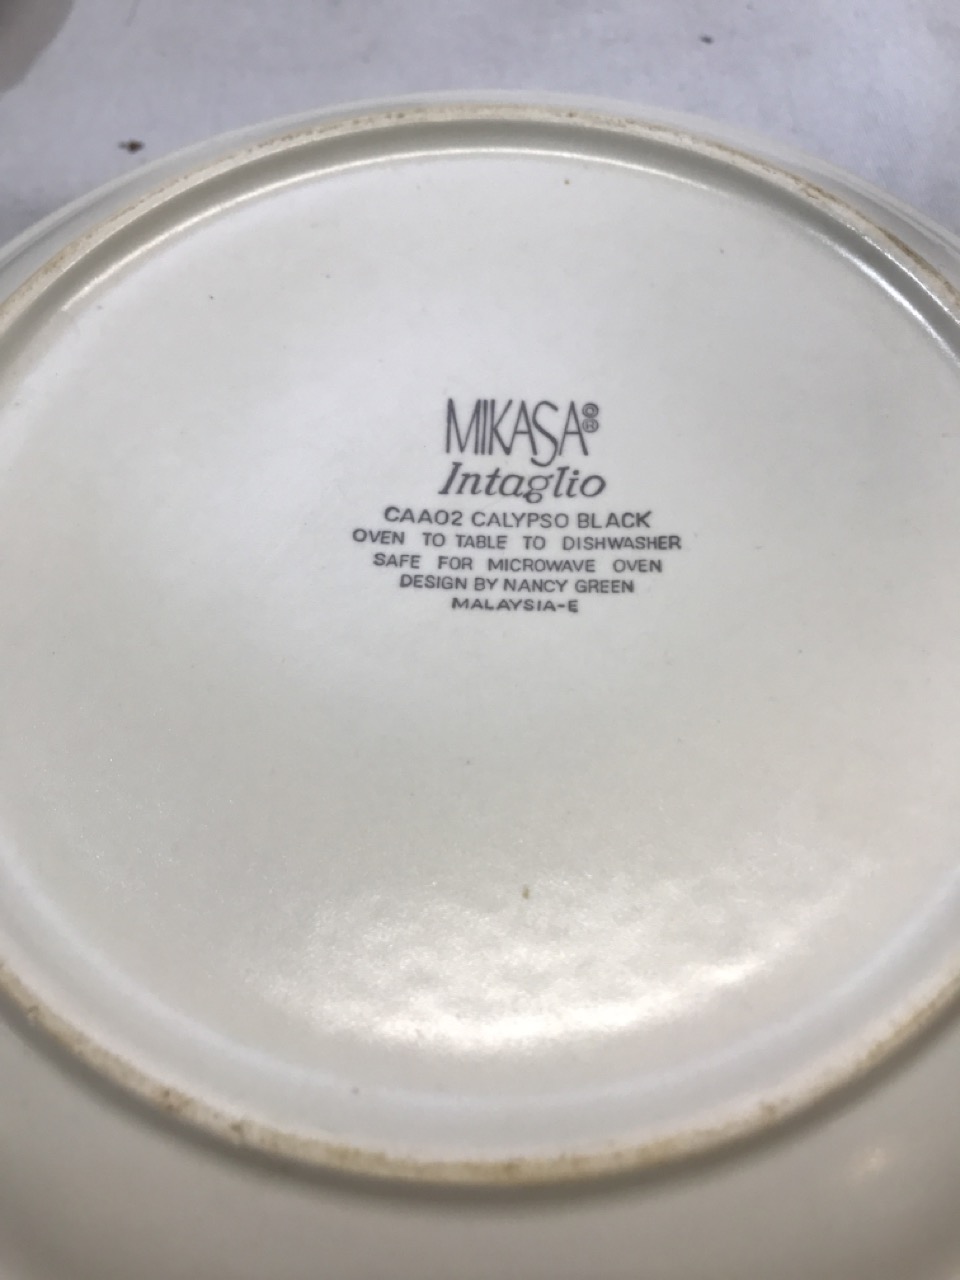 MIKASA®
Intaglio
CAA02 CALYPSO BLACK
OVEN TO TABLE TO DISHWASHER
SAFE FOR MICROWAVE OVEN
DESIGN BY NANCY GREEN
MALAYSIA-E